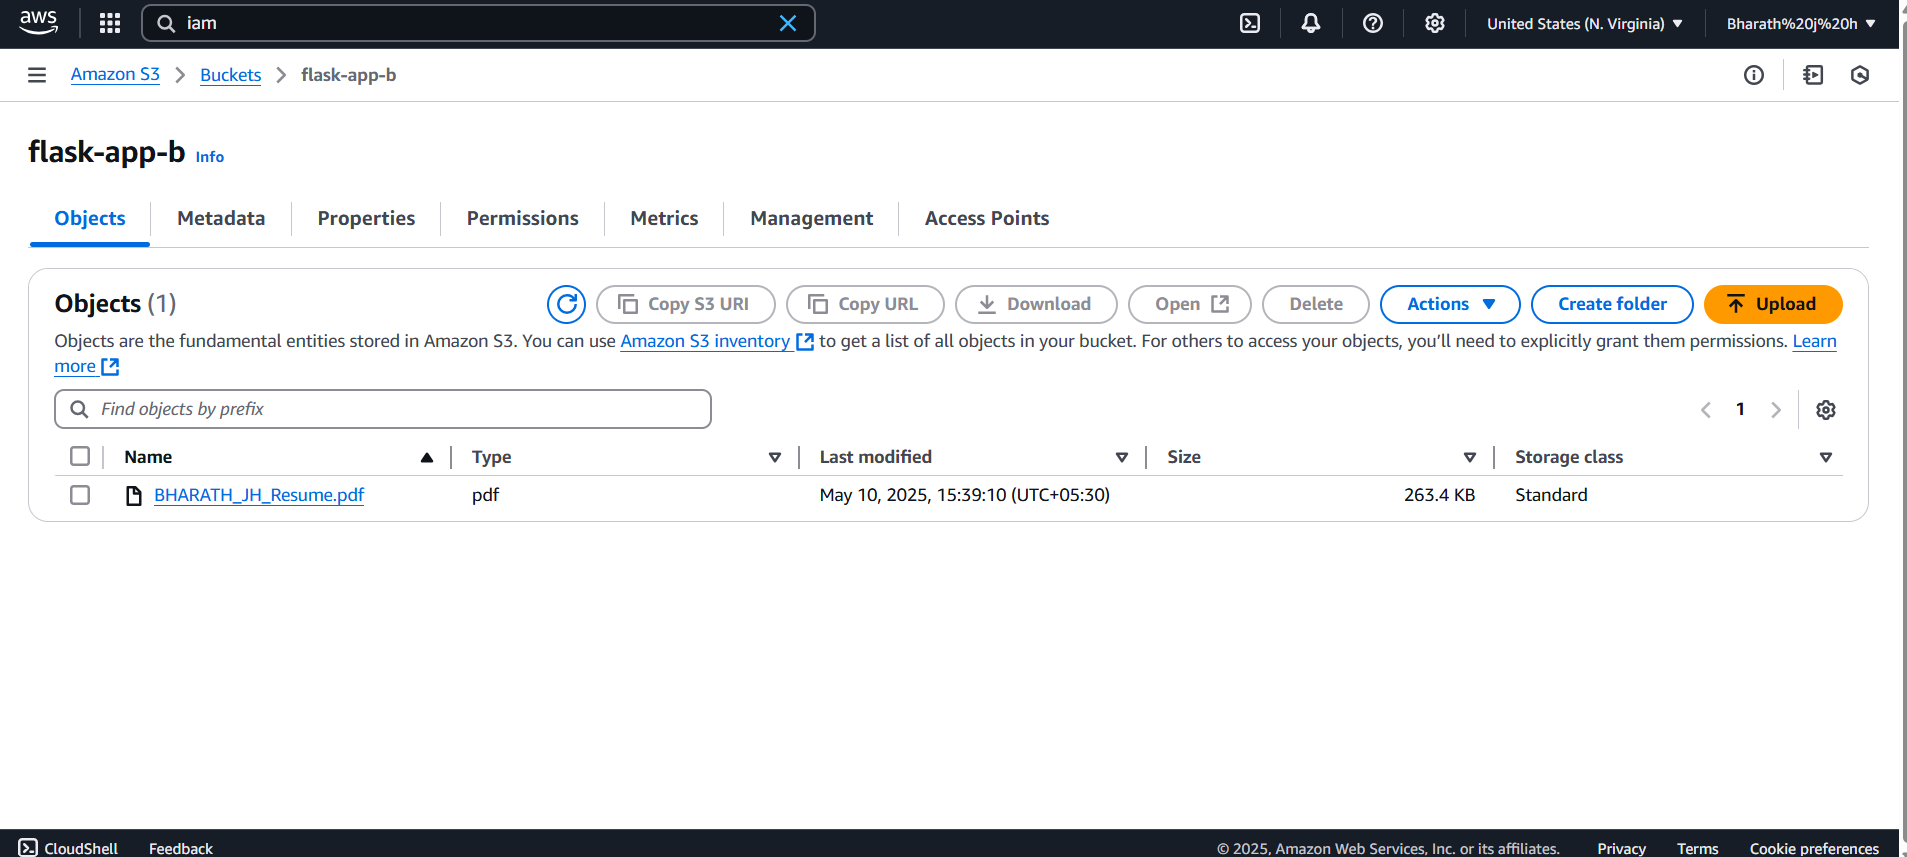 aws iam United States (N. Virginia) Bharath%20j%20h
Amazon S3 Buckets flask-app-b
flask-app-b Info
Objects Metadata Properties Permissions Metrics Management Access Points
Objects (1) Copy S3 URI Copy URL Download Open Delete Actions Create folder Upload
Objects are the fundamental entities stored in Amazon S3. You can use Amazon S3 inventory to get a list of all objects in your bucket. For others to access your objects, you’ll need to explicitly grant them permissions. Learn
more
Find objects by prefix 1
Name Type Last modified Size Storage class
BHARATH_JH_Resume.pdf pdf May 10, 2025, 15:39:10 (UTC+05:30) 263.4 KB Standard
CloudShell Feedback © 2025, Amazon Web Services, Inc. or its affiliates. Privacy Terms Cookie preferences